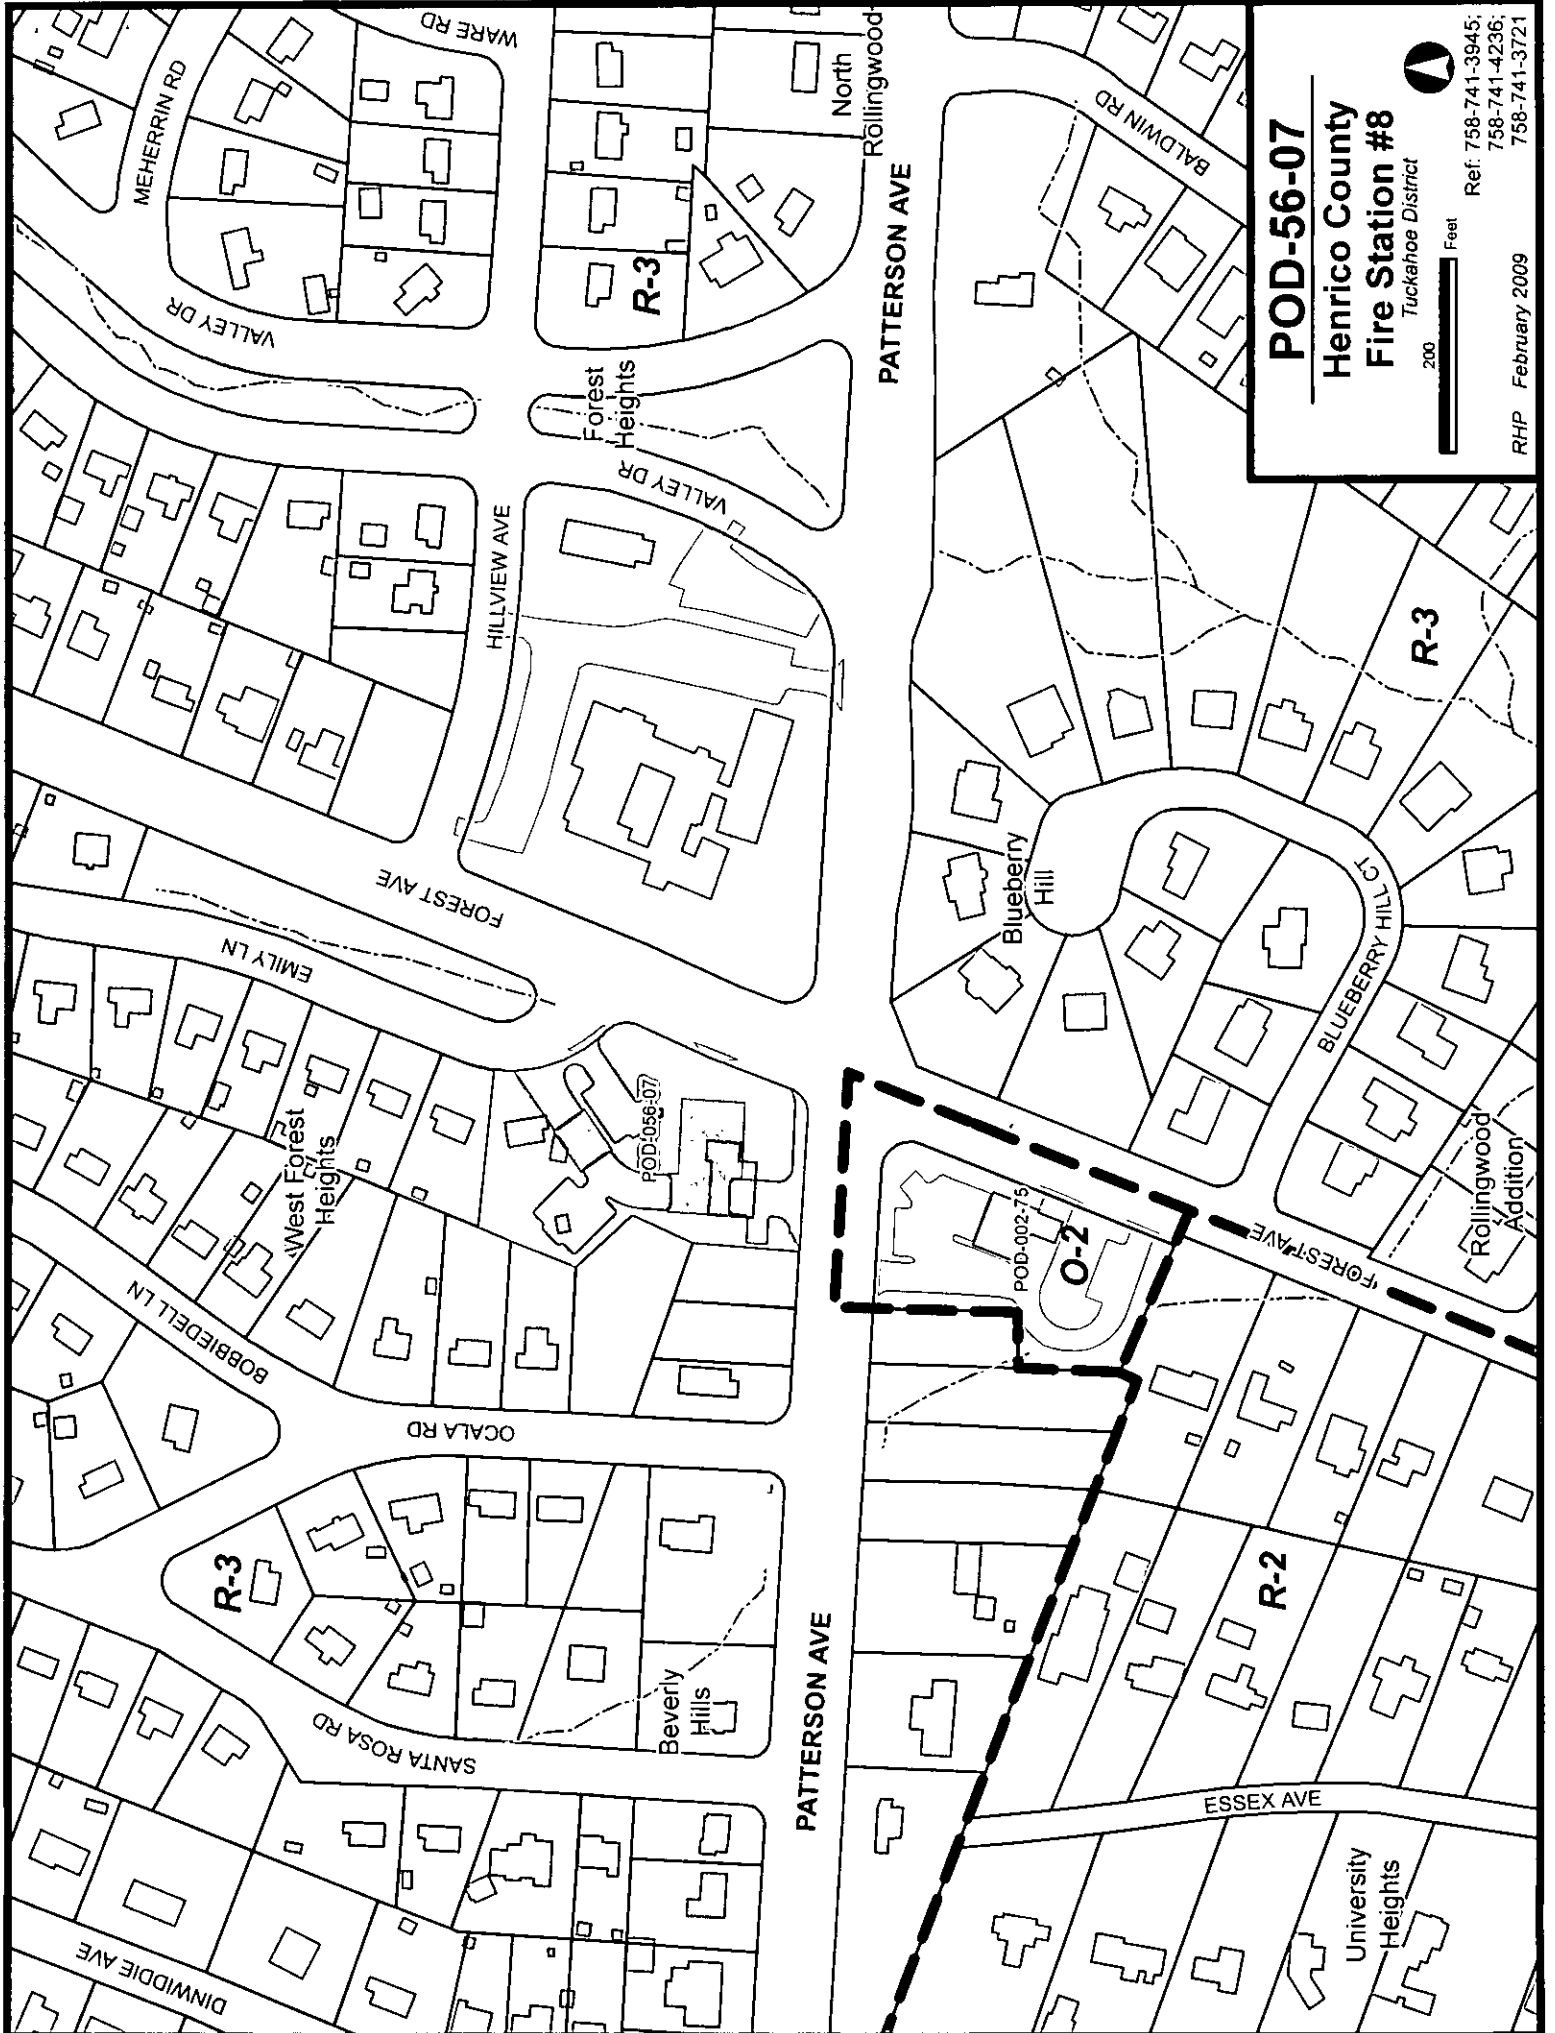 DINWIDDIE AVE
SANTA ROSA RD
R-3
BOBBIEDELL LN
OCALA RD
West Forest
Heights
EMILY LN
FOREST AVE
MEHERRIN RD
WARE RD
VALLEY DR
HILLVIEW AVE
R-3
Forest
Heights
VALLEY DR
North
Rollingwood
Beverly
Hills
POD-056-07
PATTERSON AVE
PATTERSON AVE
POD-002-75
O-2
Blueberry
Hill
BALDWIN RD
ESSEX AVE
R-2
FOREST AVE
BLUEBERRY HILL CT
R-3
University
Heights
Rollingwood
Addition
POD-56-07
Henrico County
Fire Station #8
Tuckahoe District
200
Feet
Ref: 758-741-3945;
758-741-4236;
758-741-3721
RHP February 2009